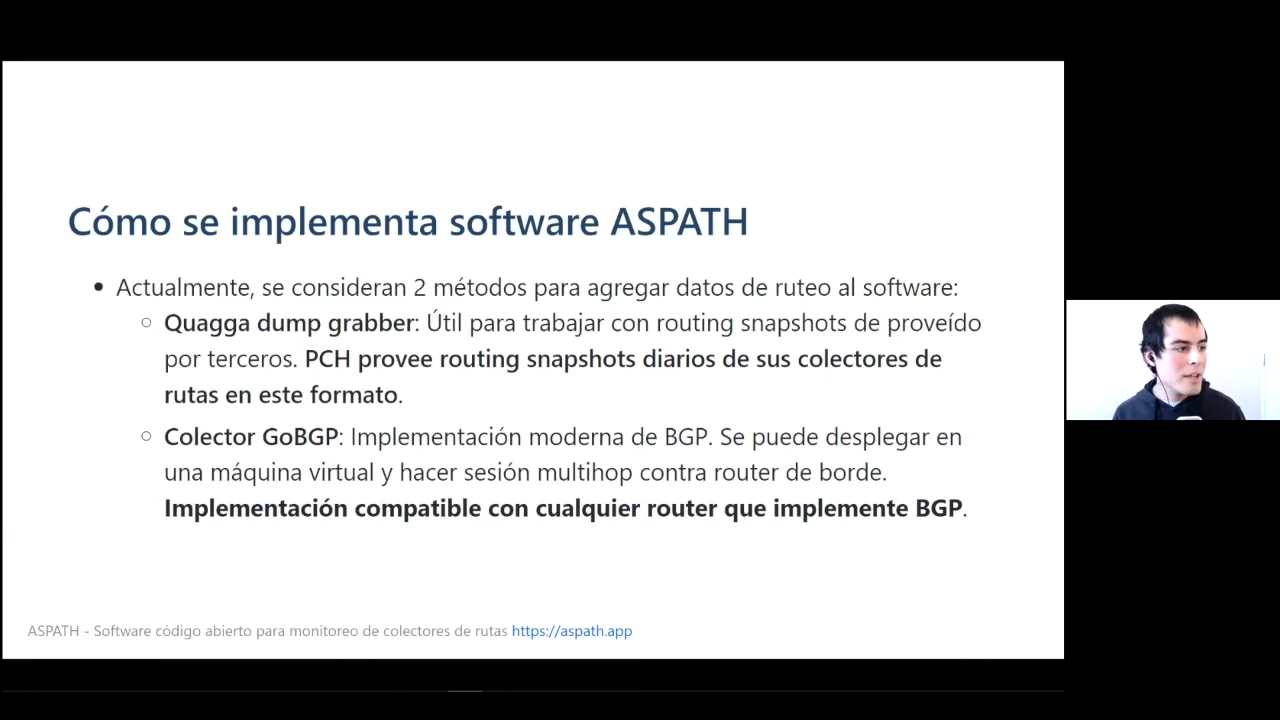 Cómo se implementa software ASPATH
Actualmente, se consideran 2 métodos para agregar datos de ruteo al software:
Quagga dump grabber: Útil para trabajar con routing snapshots de proveído
por terceros. PCH provee routing snapshots diarios de sus colectores de
rutas en este formato.
Colector GoBGP: Implementación moderna de BGP. Se puede desplegar en
una máquina virtual y hacer sesión multihop contra router de borde.
Implementación compatible con cualquier router que implemente BGP.
ASPATH - Software código abierto para monitoreo de colectores de rutas https://aspath.app